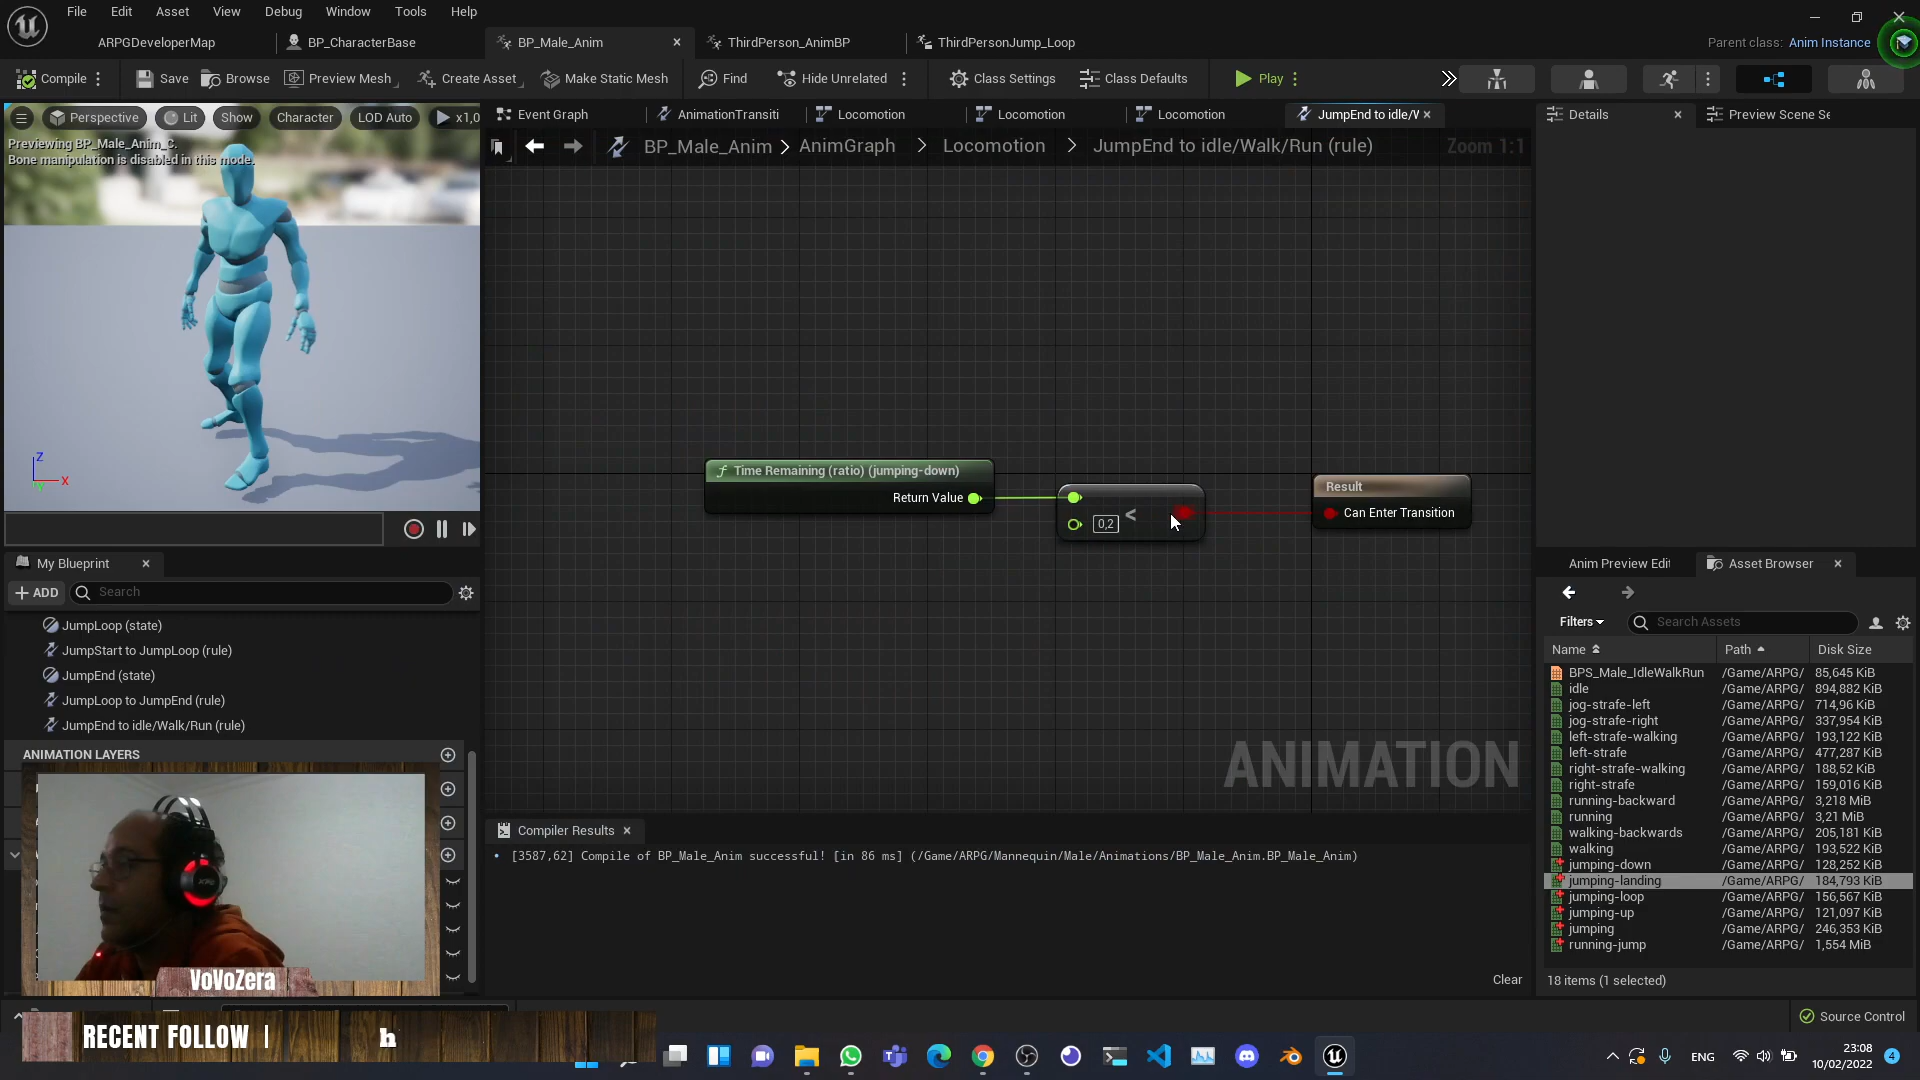 File Edit Asset View Debug Window Tools Help
ARPGDeveloperMap
BP_CharacterBase
BP_Male_Anim
ThirdPerson_AnimBP
ThirdPersonJump_Loop
Parent class: Anim Instance
Compile
Save
Browse
Preview Mesh
Create Asset
Make Static Mesh
Find
Hide Unrelated
Class Settings
Class Defaults
Play
Perspective
Lit
Show
Character
LOD Auto
x1,0
Previewing BP_Male_Anim_C.
Bone manipulation is disabled in this mode.
Z
X
Event Graph
AnimationTransiti
Locomotion
Locomotion
Locomotion
JumpEnd to idle/V
BP_Male_Anim > AnimGraph > Locomotion > JumpEnd to idle/Walk/Run (rule)
Zoom 1:1
Time Remaining (ratio) (jumping-down)
Return Value
0,2
<
Result
Can Enter Transition
ANIMATION
Details
Preview Scene Se
My Blueprint
ADD
Search
JumpLoop (state)
JumpStart to JumpLoop (rule)
JumpEnd (state)
JumpLoop to JumpEnd (rule)
JumpEnd to idle/Walk/Run (rule)
ANIMATION LAYERS
VoVoZera
RECENT FOLLOW |
h
Compiler Results
[3587,62] Compile of BP_Male_Anim successful! [in 86 ms] (/Game/ARPG/Mannequin/Male/Animations/BP_Male_Anim.BP_Male_Anim)
Clear
Anim Preview Edit
Asset Browser
Filters
Search Assets
Name Path Disk Size
BPS_Male_IdleWalkRun /Game/ARPG/ 85,645 KiB
idle /Game/ARPG/ 894,882 KiB
jog-strafe-left /Game/ARPG/ 714,96 KiB
jog-strafe-right /Game/ARPG/ 337,954 KiB
left-strafe-walking /Game/ARPG/ 193,122 KiB
left-strafe /Game/ARPG/ 477,287 KiB
right-strafe-walking /Game/ARPG/ 188,52 KiB
right-strafe /Game/ARPG/ 159,016 KiB
running-backward /Game/ARPG/ 3,218 MiB
running /Game/ARPG/ 3,21 MiB
walking-backwards /Game/ARPG/ 205,181 KiB
walking /Game/ARPG/ 193,522 KiB
jumping-down /Game/ARPG/ 128,252 KiB
jumping-landing /Game/ARPG/ 184,793 KiB
jumping-loop /Game/ARPG/ 156,567 KiB
jumping-up /Game/ARPG/ 121,097 KiB
jumping /Game/ARPG/ 246,353 KiB
running-jump /Game/ARPG/ 1,554 MiB
18 items (1 selected)
Source Control
ENG
23:08
10/02/2022
4